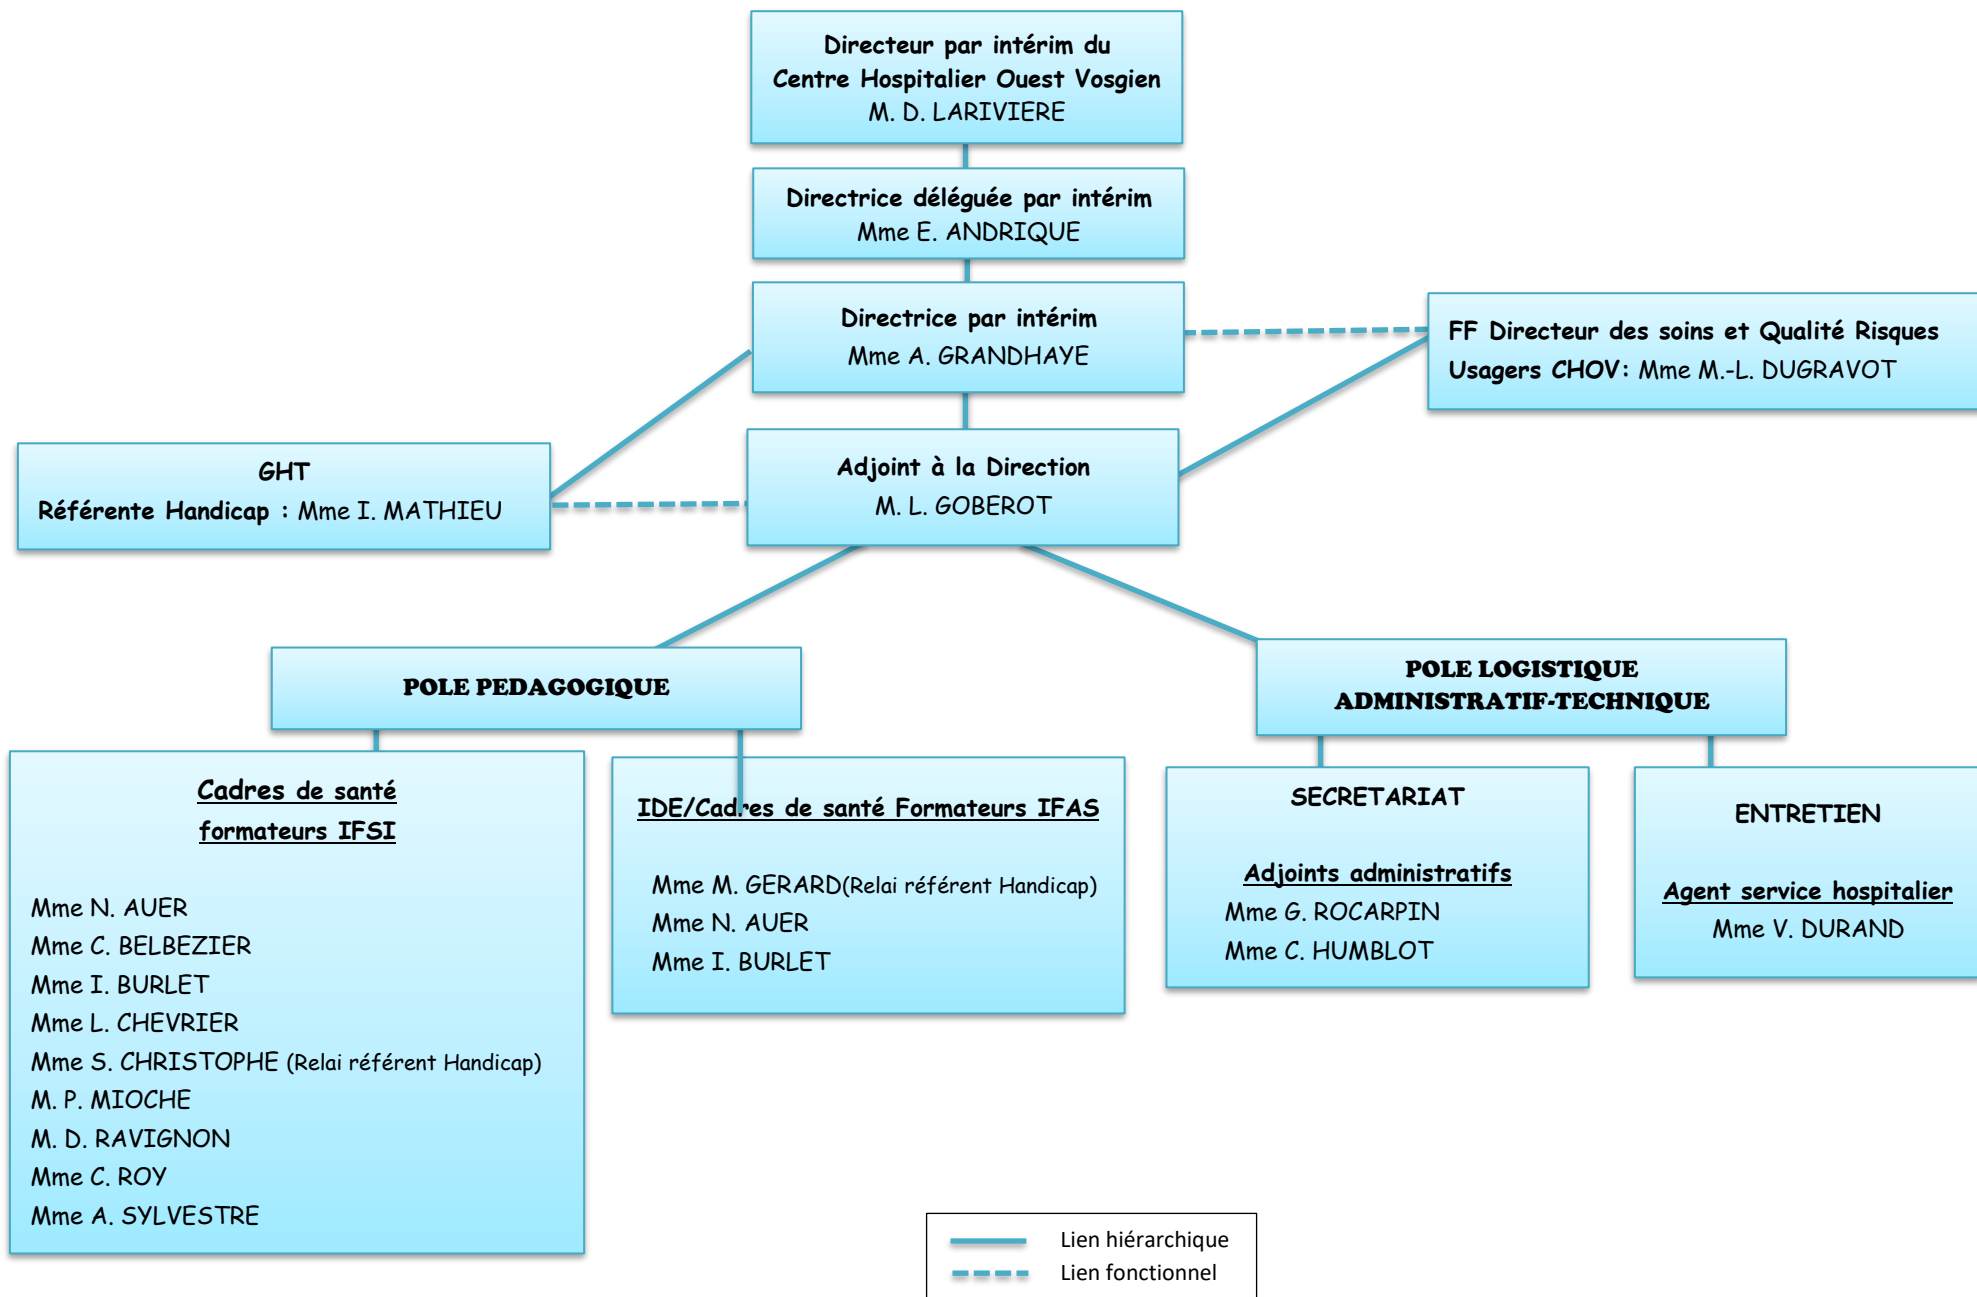 Directeur par intérim du
Centre Hospitalier Ouest Vosgien
M. D. LARIVIERE
Directrice déléguée par intérim
Mme E. ANDRIQUE
Directrice par intérim
Mme A. GRANDHAYE
FF Directeur des soins et Qualité Risques
Usagers CHOV: Mme M.-L. DUGRAVOT
GHT
Référente Handicap : Mme I. MATHIEU
Adjoint à la Direction
M. L. GOBEROT
POLE PEDAGOGIQUE
POLE LOGISTIQUE
ADMINISTRATIF-TECHNIQUE
Cadres de santé
formateurs IFSI
Mme N. AUER
Mme C. BELBEZIER
Mme I. BURLET
Mme L. CHEVRIER
Mme S. CHRISTOPHE (Relai référent Handicap)
M. P. MIOCHE
M. D. RAVIGNON
Mme C. ROY
Mme A. SYLVESTRE
IDE/Cadres de santé Formateurs IFAS
Mme M. GERARD(Relai référent Handicap)
Mme N. AUER
Mme I. BURLET
SECRETARIAT
Adjoints administratifs
Mme G. ROCARPIN
Mme C. HUMBLOT
ENTRETIEN
Agent service hospitalier
Mme V. DURAND
Lien hiérarchique
Lien fonctionnel